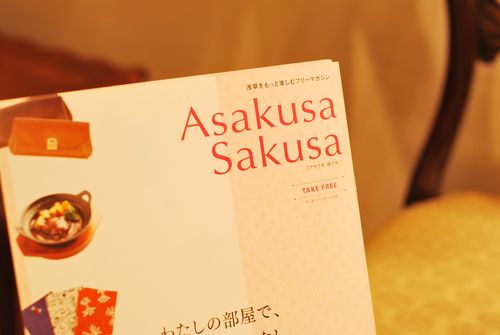 浅草をもっと楽しむフリーマガジン
Asakusa
Sakusa
TAKE FREE
わたしの部屋で、